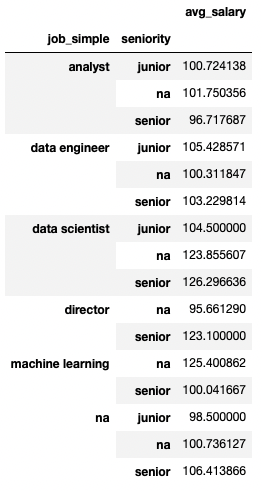 avg_salary
job_simple seniority
analyst junior 100.724138
na 101.750356
senior 96.717687
data engineer junior 105.428571
na 100.311847
senior 103.229814
data scientist junior 104.500000
na 123.855607
senior 126.296636
director na 95.661290
senior 123.100000
machine learning na 125.400862
senior 100.041667
na junior 98.500000
na 100.736127
senior 106.413866